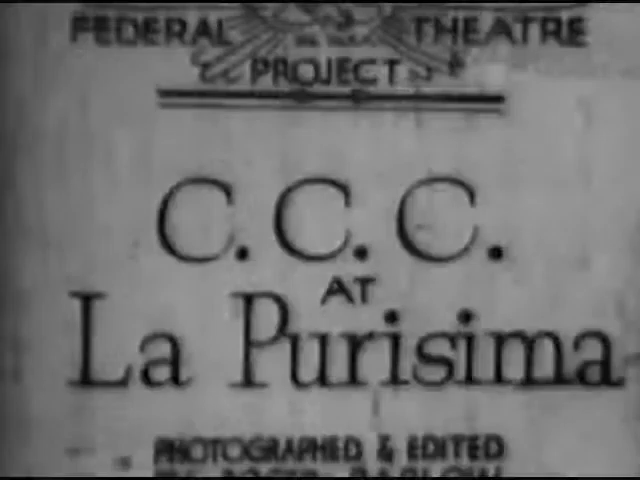 FEDERAL THEATRE
PROJECT
C. C. C.
AT
La Purisima
PHOTOGRAPHED & EDITED